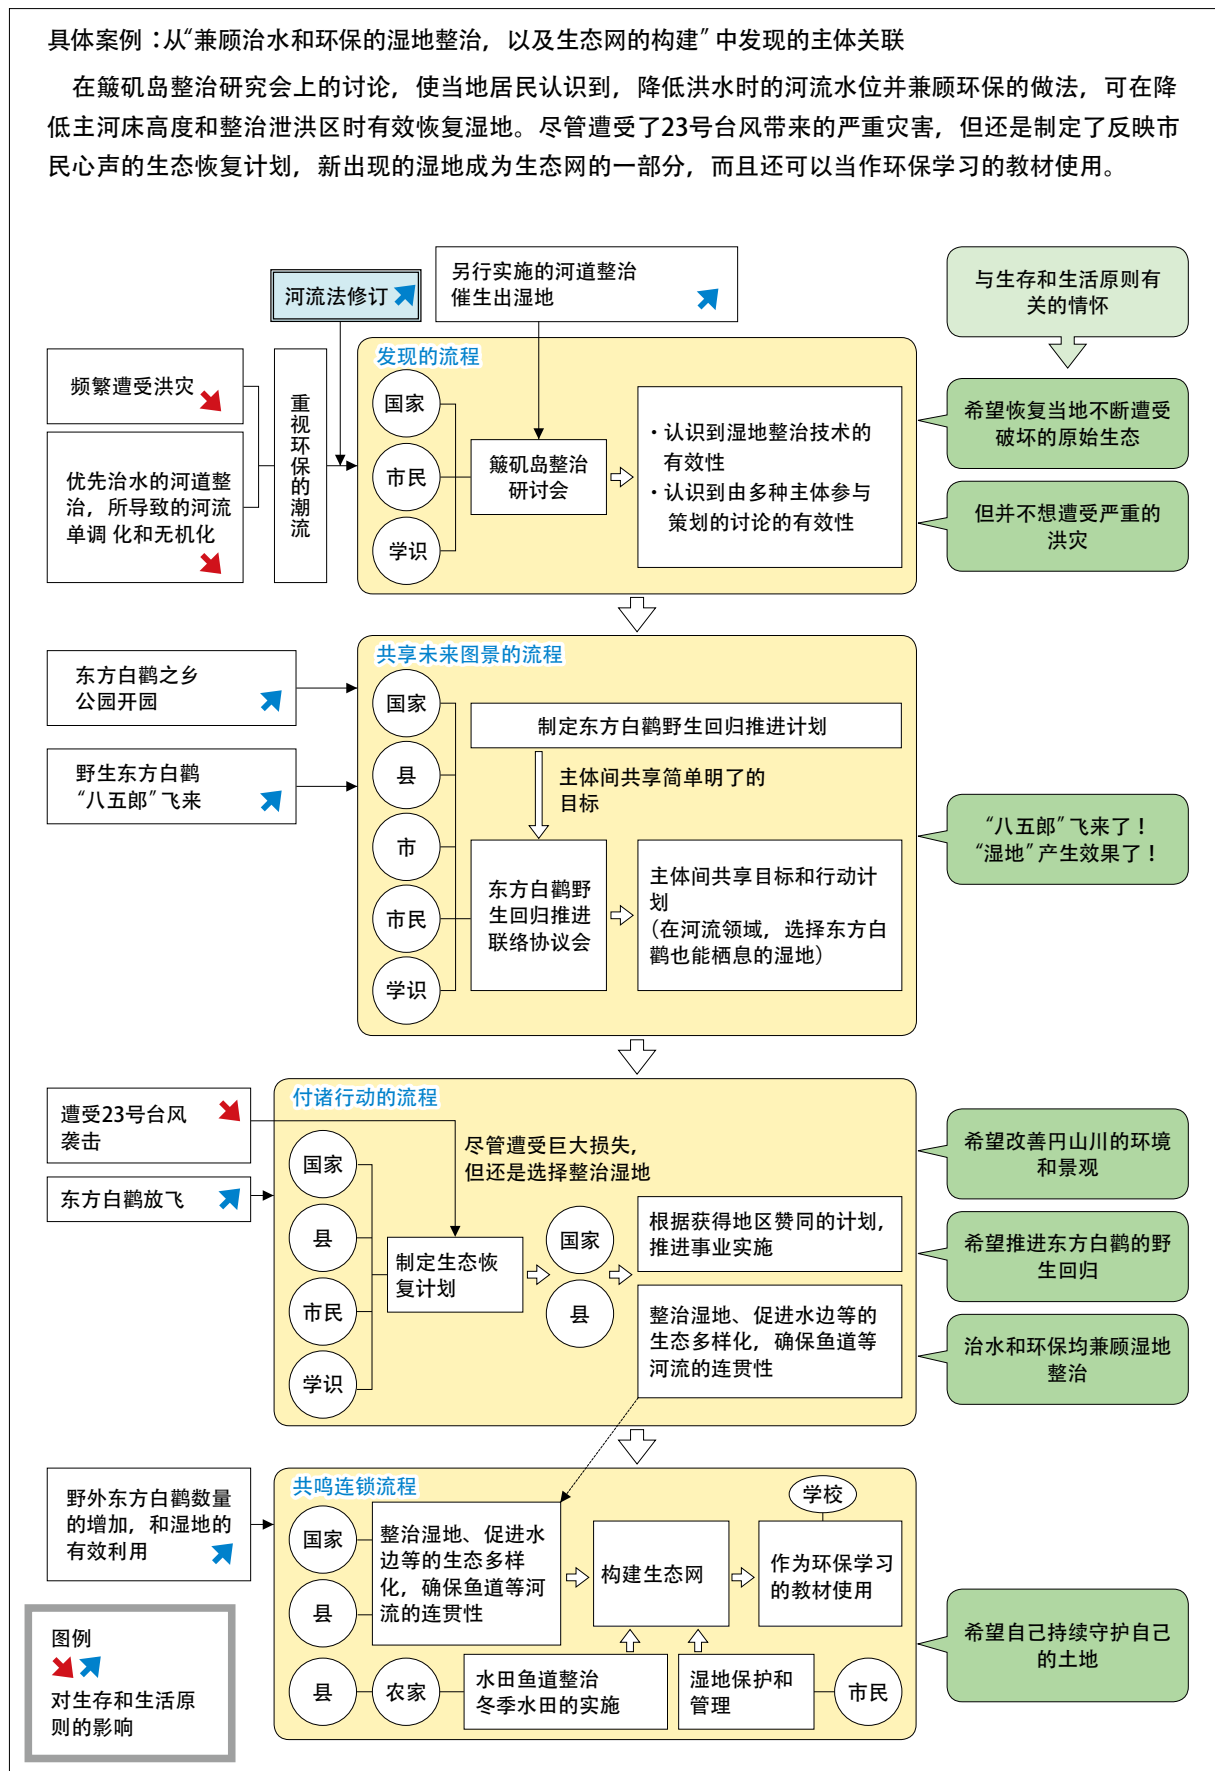 具体案例：从“兼顾治水和环保的湿地整治，以及生态网的构建”中发现的主体关联
在簸矶岛整治研究会上的讨论，使当地居民认识到，降低洪水时的河流水位并兼顾环保的做法，可在降
低主河床高度和整治泄洪区时有效恢复湿地。尽管遭受了23号台风带来的严重灾害，但还是制定了反映市
民心声的生态恢复计划，新出现的湿地成为生态网的一部分，而且还可以当作环保学习的教材使用。
河流法修订
另行实施的河道整治
催生出湿地
与生存和生活原则有
关的情怀
频繁遭受洪灾
优先治水的河道整
治，所导致的河流
单调 化和无机化
重视环保的潮流
发现的流程
国家
市民
学识
簸矶岛整治
研讨会
・认识到湿地整治技术的
有效性
・认识到由多种主体参与
策划的讨论的有效性
希望恢复当地不断遭受
破坏的原始生态
但并不想遭受严重的
洪灾
东方白鹳之乡
公园开园
野生东方白鹳
“八五郎”飞来
共享未来图景的流程
国家
县
市
市民
学识
制定东方白鹳野生回归推进计划
主体间共享简单明了的
目标
东方白鹳野
生回归推进
联络协议会
主体间共享目标和行动计
划
（在河流领域，选择东方白
鹳也能栖息的湿地）
“八五郎”飞来了！
“湿地”产生效果了！
遭受23号台风
袭击
东方白鹳放飞
付诸行动的流程
国家
县
市民
学识
尽管遭受巨大损失，
但还是选择整治湿地
制定生态恢
复计划
国家
县
根据获得地区赞同的计划，
推进事业实施
整治湿地、促进水边等的
生态多样化，确保鱼道等
河流的连贯性
希望改善円山川的环境
和景观
希望推进东方白鹳的野
生回归
治水和环保均兼顾湿地
整治
野外东方白鹳数量
的增加，和湿地的
有效利用
共鸣连锁流程
国家
县
整治湿地、促进水
边等的生态多样
化，确保鱼道等河
流的连贯性
构建生态网
学校
作为环保学习
的教材使用
县
农家
水田鱼道整治
冬季水田的实施
湿地保护和
管理
市民
希望自己持续守护自己
的土地
图例
对生存和生活原
则的影响